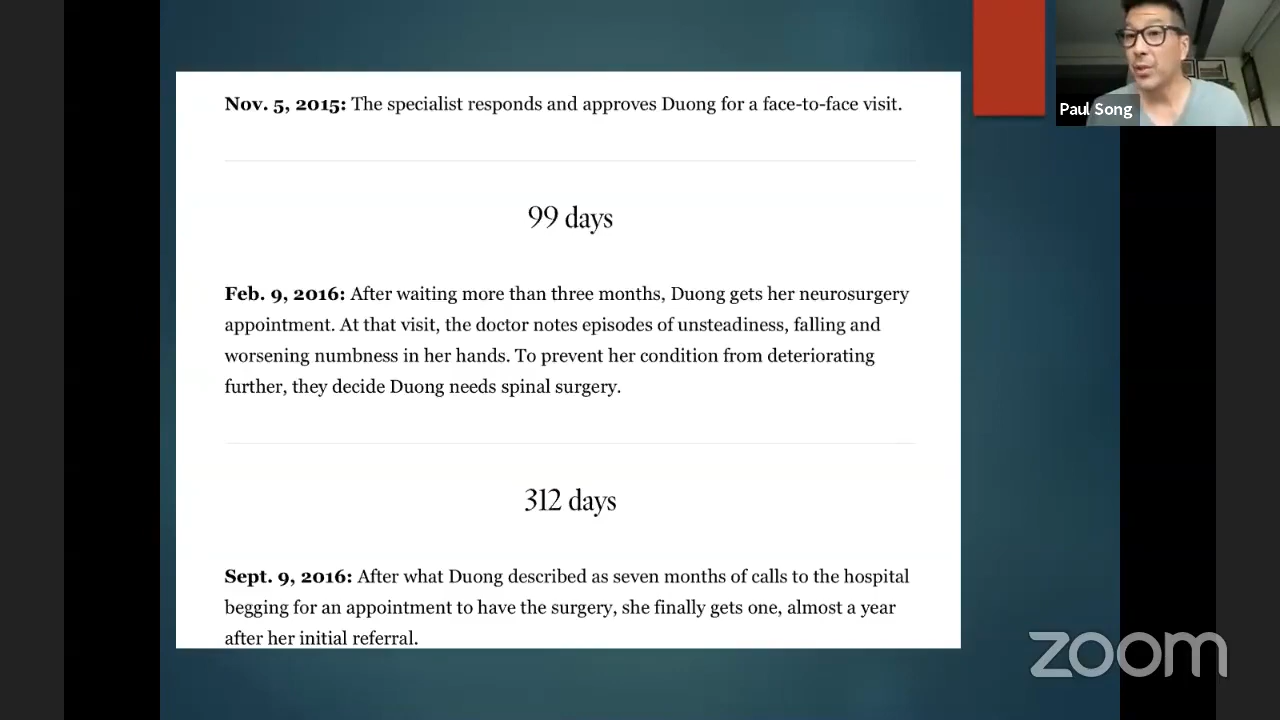 Nov. 5, 2015: The specialist responds and approves Duong for a face-to-face visit.
99 days
Feb. 9, 2016: After waiting more than three months, Duong gets her neurosurgery
appointment. At that visit, the doctor notes episodes of unsteadiness, falling and
worsening numbness in her hands. To prevent her condition from deteriorating
further, they decide Duong needs spinal surgery.
312 days
Sept. 9, 2016: After what Duong described as seven months of calls to the hospital
begging for an appointment to have the surgery, she finally gets one, almost a year
after her initial referral.
Paul Song
zoom